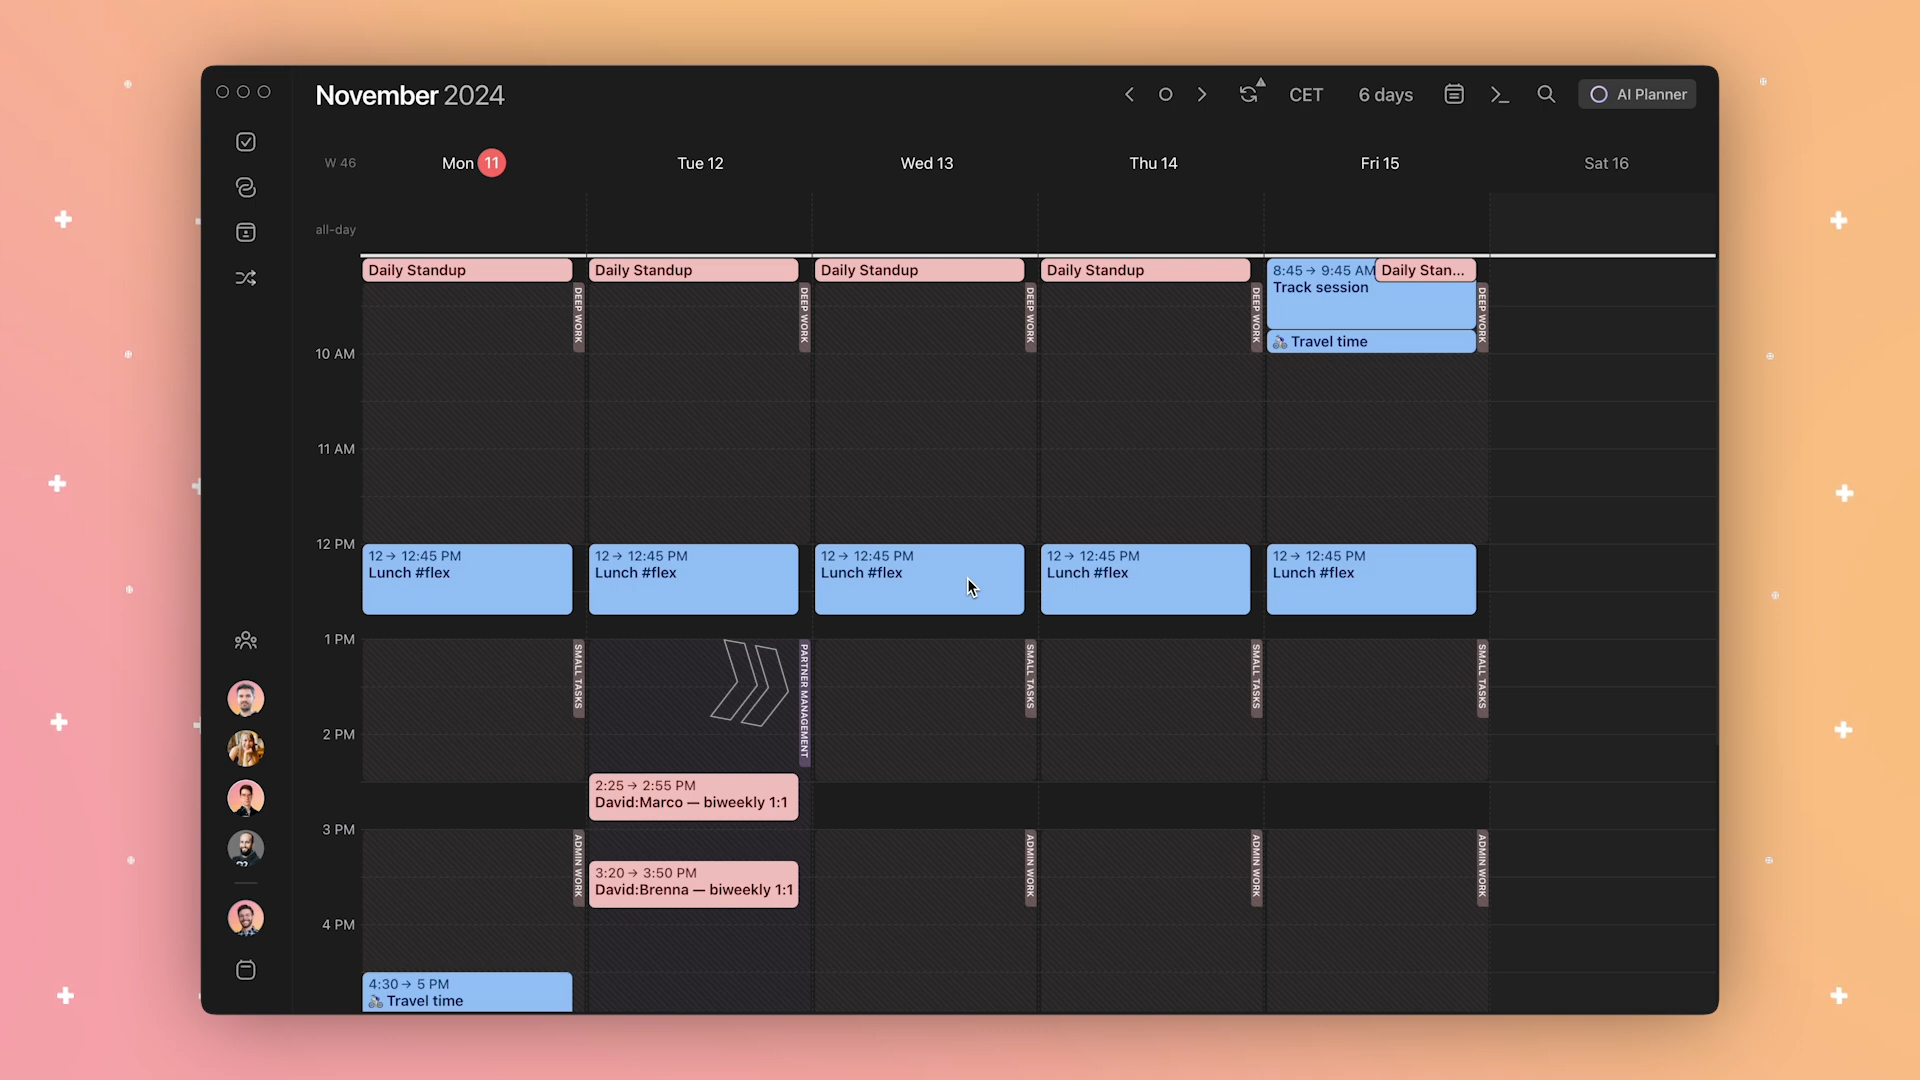 November 2024
CET
6 days
AI Planner
W 46
Mon 11
Tue 12
Wed 13
Thu 14
Fri 15
Sat 16
all-day
Daily Standup
Daily Standup
Daily Standup
Daily Standup
8:45 → 9:45 AM
Track session
Daily Stan...
DEEP WORK
DEEP WORK
DEEP WORK
DEEP WORK
DEEP WORK
Travel time
10 AM
11 AM
12 PM
12 → 12:45 PM
Lunch #flex
12 → 12:45 PM
Lunch #flex
12 → 12:45 PM
Lunch #flex
12 → 12:45 PM
Lunch #flex
12 → 12:45 PM
Lunch #flex
1 PM
SMALL TASKS
PARTNER MANAGEMENT
SMALL TASKS
SMALL TASKS
SMALL TASKS
2 PM
2:25 → 2:55 PM
David:Marco — biweekly 1:1
3 PM
ADMIN WORK
ADMIN WORK
ADMIN WORK
ADMIN WORK
3:20 → 3:50 PM
David:Brenna — biweekly 1:1
4 PM
4:30 → 5 PM
Travel time